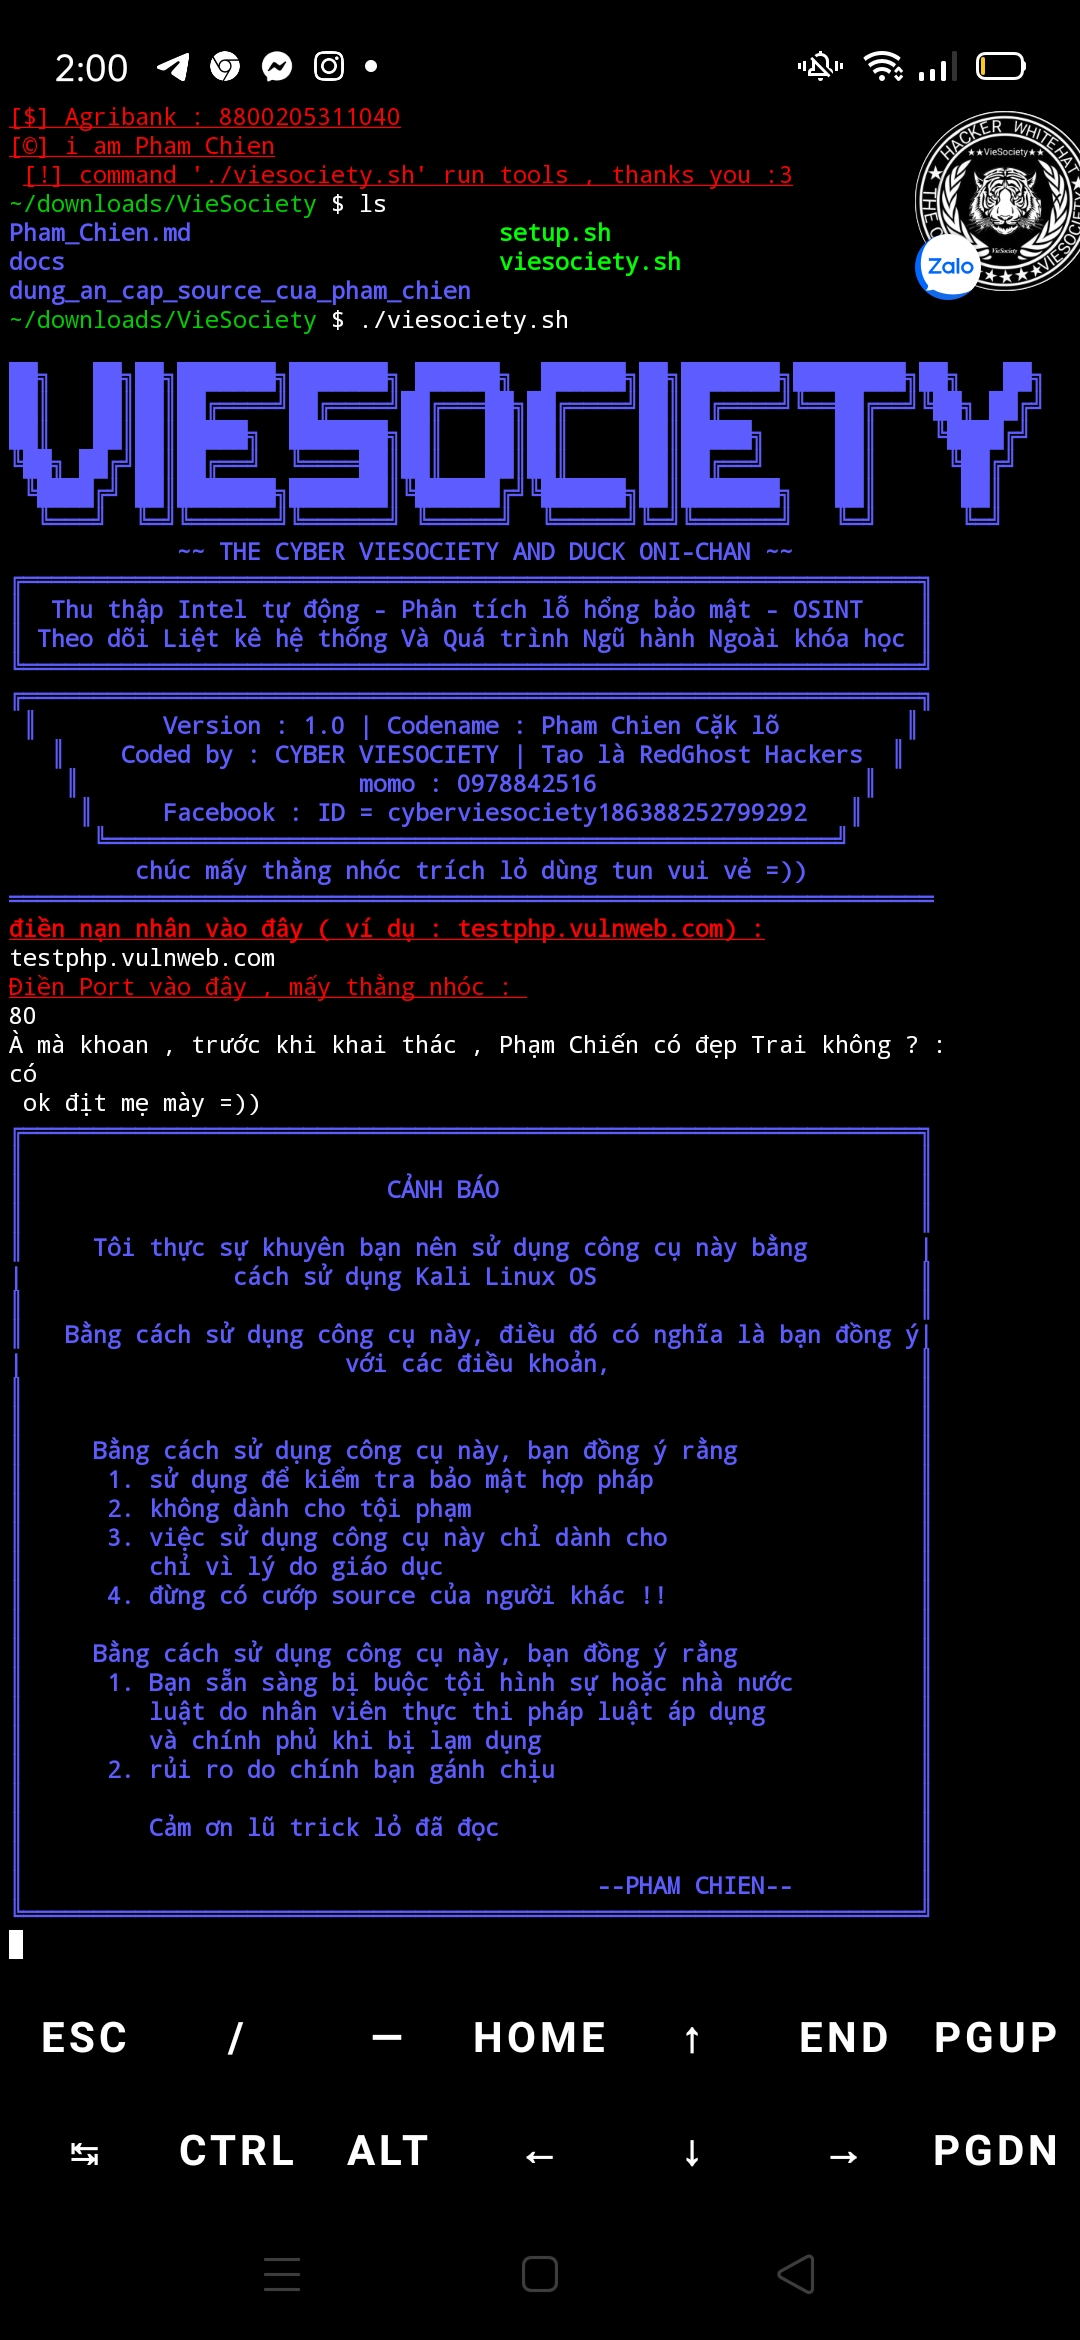 2:00
[$] Agribank : 8800205311040
[©] i am Pham Chien
[!] command './viesociety.sh' run tools , thanks you :3
~/downloads/VieSociety $ ls
Pham_Chien.md setup.sh
docs viesociety.sh
dung_an_cap_source_cua_pham_chien
~/downloads/VieSociety $ ./viesociety.sh
HACKER WHITEHAT
★★VieSociety★★
VieSociety
VIESOCIETY
Zalo
VIESOCIETY
~~ THE CYBER VIESOCIETY AND DUCK ONI-CHAN ~~
Thu thập Intel tự động - Phân tích lỗ hổng bảo mật - OSINT
Theo dõi Liệt kê hệ thống Và Quá trình Ngũ hành Ngoài khóa học
Version : 1.0 | Codename : Pham Chien Cặk lõ
Coded by : CYBER VIESOCIETY | Tao là RedGhost Hackers
momo : 0978842516
Facebook : ID = cyberviesociety186388252799292
chúc mấy thằng nhóc trích lỏ dùng tun vui vẻ =))
điền nạn nhân vào đây ( ví dụ : testphp.vulnweb.com) :
testphp.vulnweb.com
Điền Port vào đây , mấy thằng nhóc :
80
À mà khoan , trước khi khai thác , Phạm Chiến có đẹp Trai không ? :
có
ok địt mẹ mày =))
CẢNH BÁO
Tôi thực sự khuyên bạn nên sử dụng công cụ này bằng
cách sử dụng Kali Linux OS
Bằng cách sử dụng công cụ này, điều đó có nghĩa là bạn đồng ý
với các điều khoản,
Bằng cách sử dụng công cụ này, bạn đồng ý rằng
1. sử dụng để kiểm tra bảo mật hợp pháp
2. không dành cho tội phạm
3. việc sử dụng công cụ này chỉ dành cho
chỉ vì lý do giáo dục
4. đừng có cướp source của người khác !!
Bằng cách sử dụng công cụ này, bạn đồng ý rằng
1. Bạn sẵn sàng bị buộc tội hình sự hoặc nhà nước
luật do nhân viên thực thi pháp luật áp dụng
và chính phủ khi bị lạm dụng
2. rủi ro do chính bạn gánh chịu
Cảm ơn lũ trick lỏ đã đọc
--PHAM CHIEN--
ESC / — HOME ↑ END PGUP
↹ CTRL ALT ← ↓ → PGDN